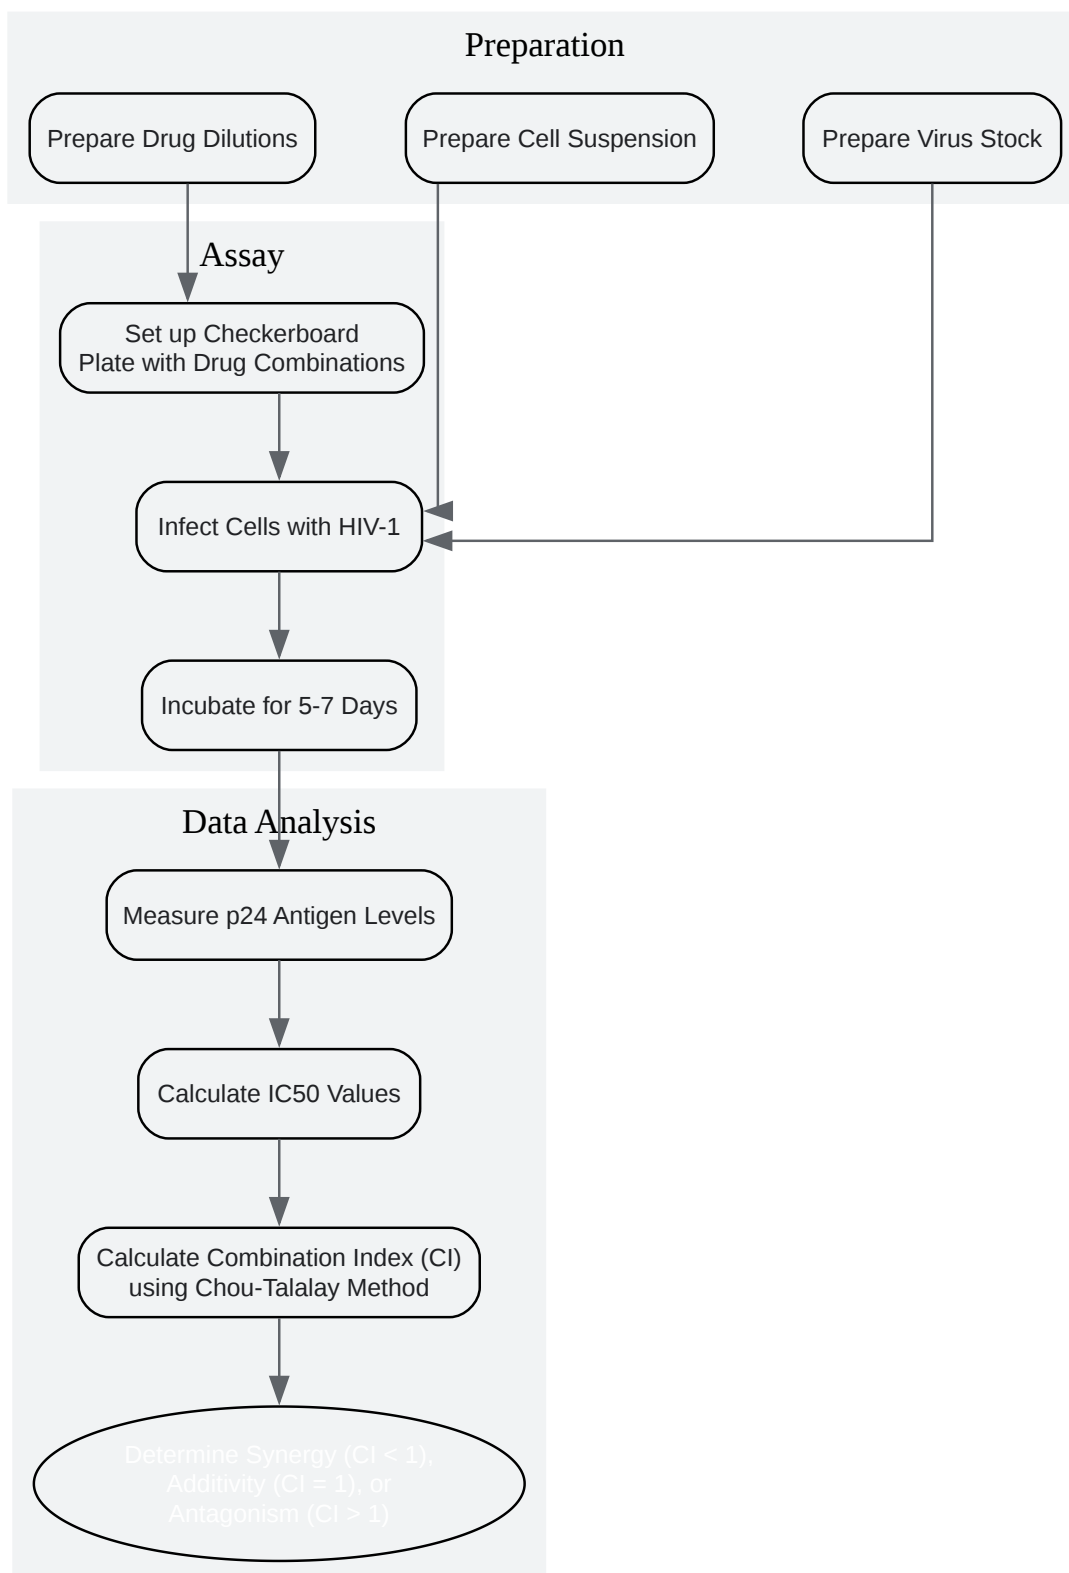 Preparation
Prepare Drug Dilutions
Prepare Cell Suspension
Prepare Virus Stock
Assay
Set up Checkerboard
Plate with Drug Combinations
Infect Cells with HIV-1
Incubate for 5-7 Days
Data Analysis
Measure p24 Antigen Levels
Calculate IC50 Values
Calculate Combination Index (CI)
using Chou-Talalay Method
Determine Synergy (CI < 1),
Additivity (CI = 1), or
Antagonism (CI > 1)